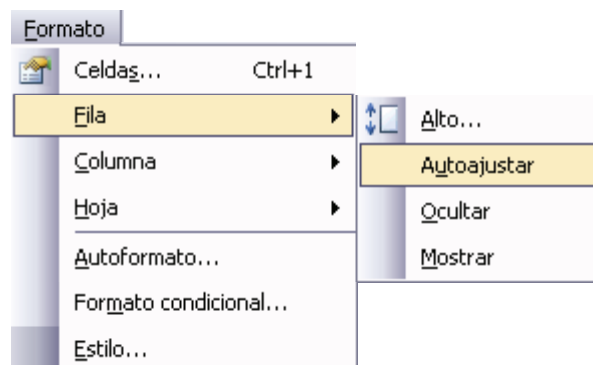 Formato
Celdas... Ctrl+1
Fila
Columna
Hoja
Autoformato...
Formato condicional...
Estilo...
Alto...
Autoajustar
Ocultar
Mostrar